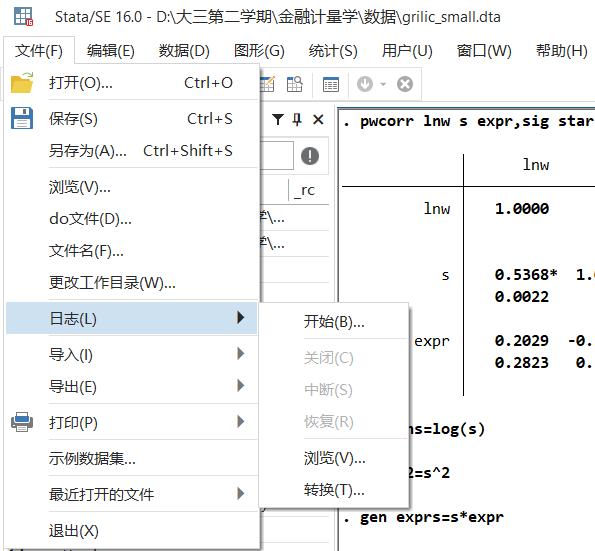 Stata/SE 16.0 - D:\大三第二学期\金融计量学\数据\grilic_small.dta
文件(F) 编辑(E) 数据(D) 图形(G) 统计(S) 用户(U) 窗口(W) 帮助(H)
打开(O)... Ctrl+O
保存(S) Ctrl+S
另存为(A)... Ctrl+Shift+S
浏览(V)...
do文件(D)...
文件名(F)...
更改工作目录(W)...
日志(L)
导入(I)
导出(E)
打印(P)
示例数据集...
最近打开的文件
退出(X)
开始(B)...
关闭(C)
中断(S)
恢复(R)
浏览(V)...
转换(T)...
_rc
学\...
学\...
. pwcorr lnw s expr,sig star
lnw
lnw 1.0000
s 0.5368* 1.
0.0022
expr 0.2029 -0.
0.2823 0.
ns=log(s)
2=s^2
. gen exprs=s*expr